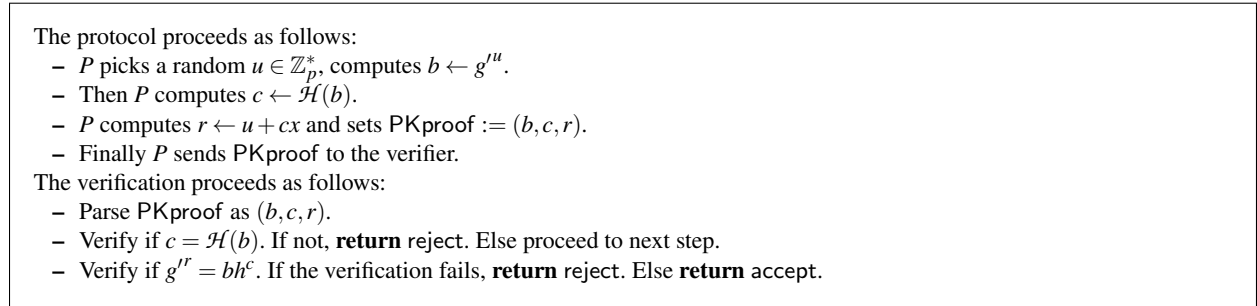 The protocol proceeds as follows:
– P picks a random u ∈ ℤ*ₚ, computes b ← g′ᵘ.
– Then P computes c ← ℋ(b).
– P computes r ← u + cx and sets PKproof := (b, c, r).
– Finally P sends PKproof to the verifier.
The verification proceeds as follows:
– Parse PKproof as (b, c, r).
– Verify if c = ℋ(b). If not, return reject. Else proceed to next step.
– Verify if g′ʳ = bhᶜ. If the verification fails, return reject. Else return accept.